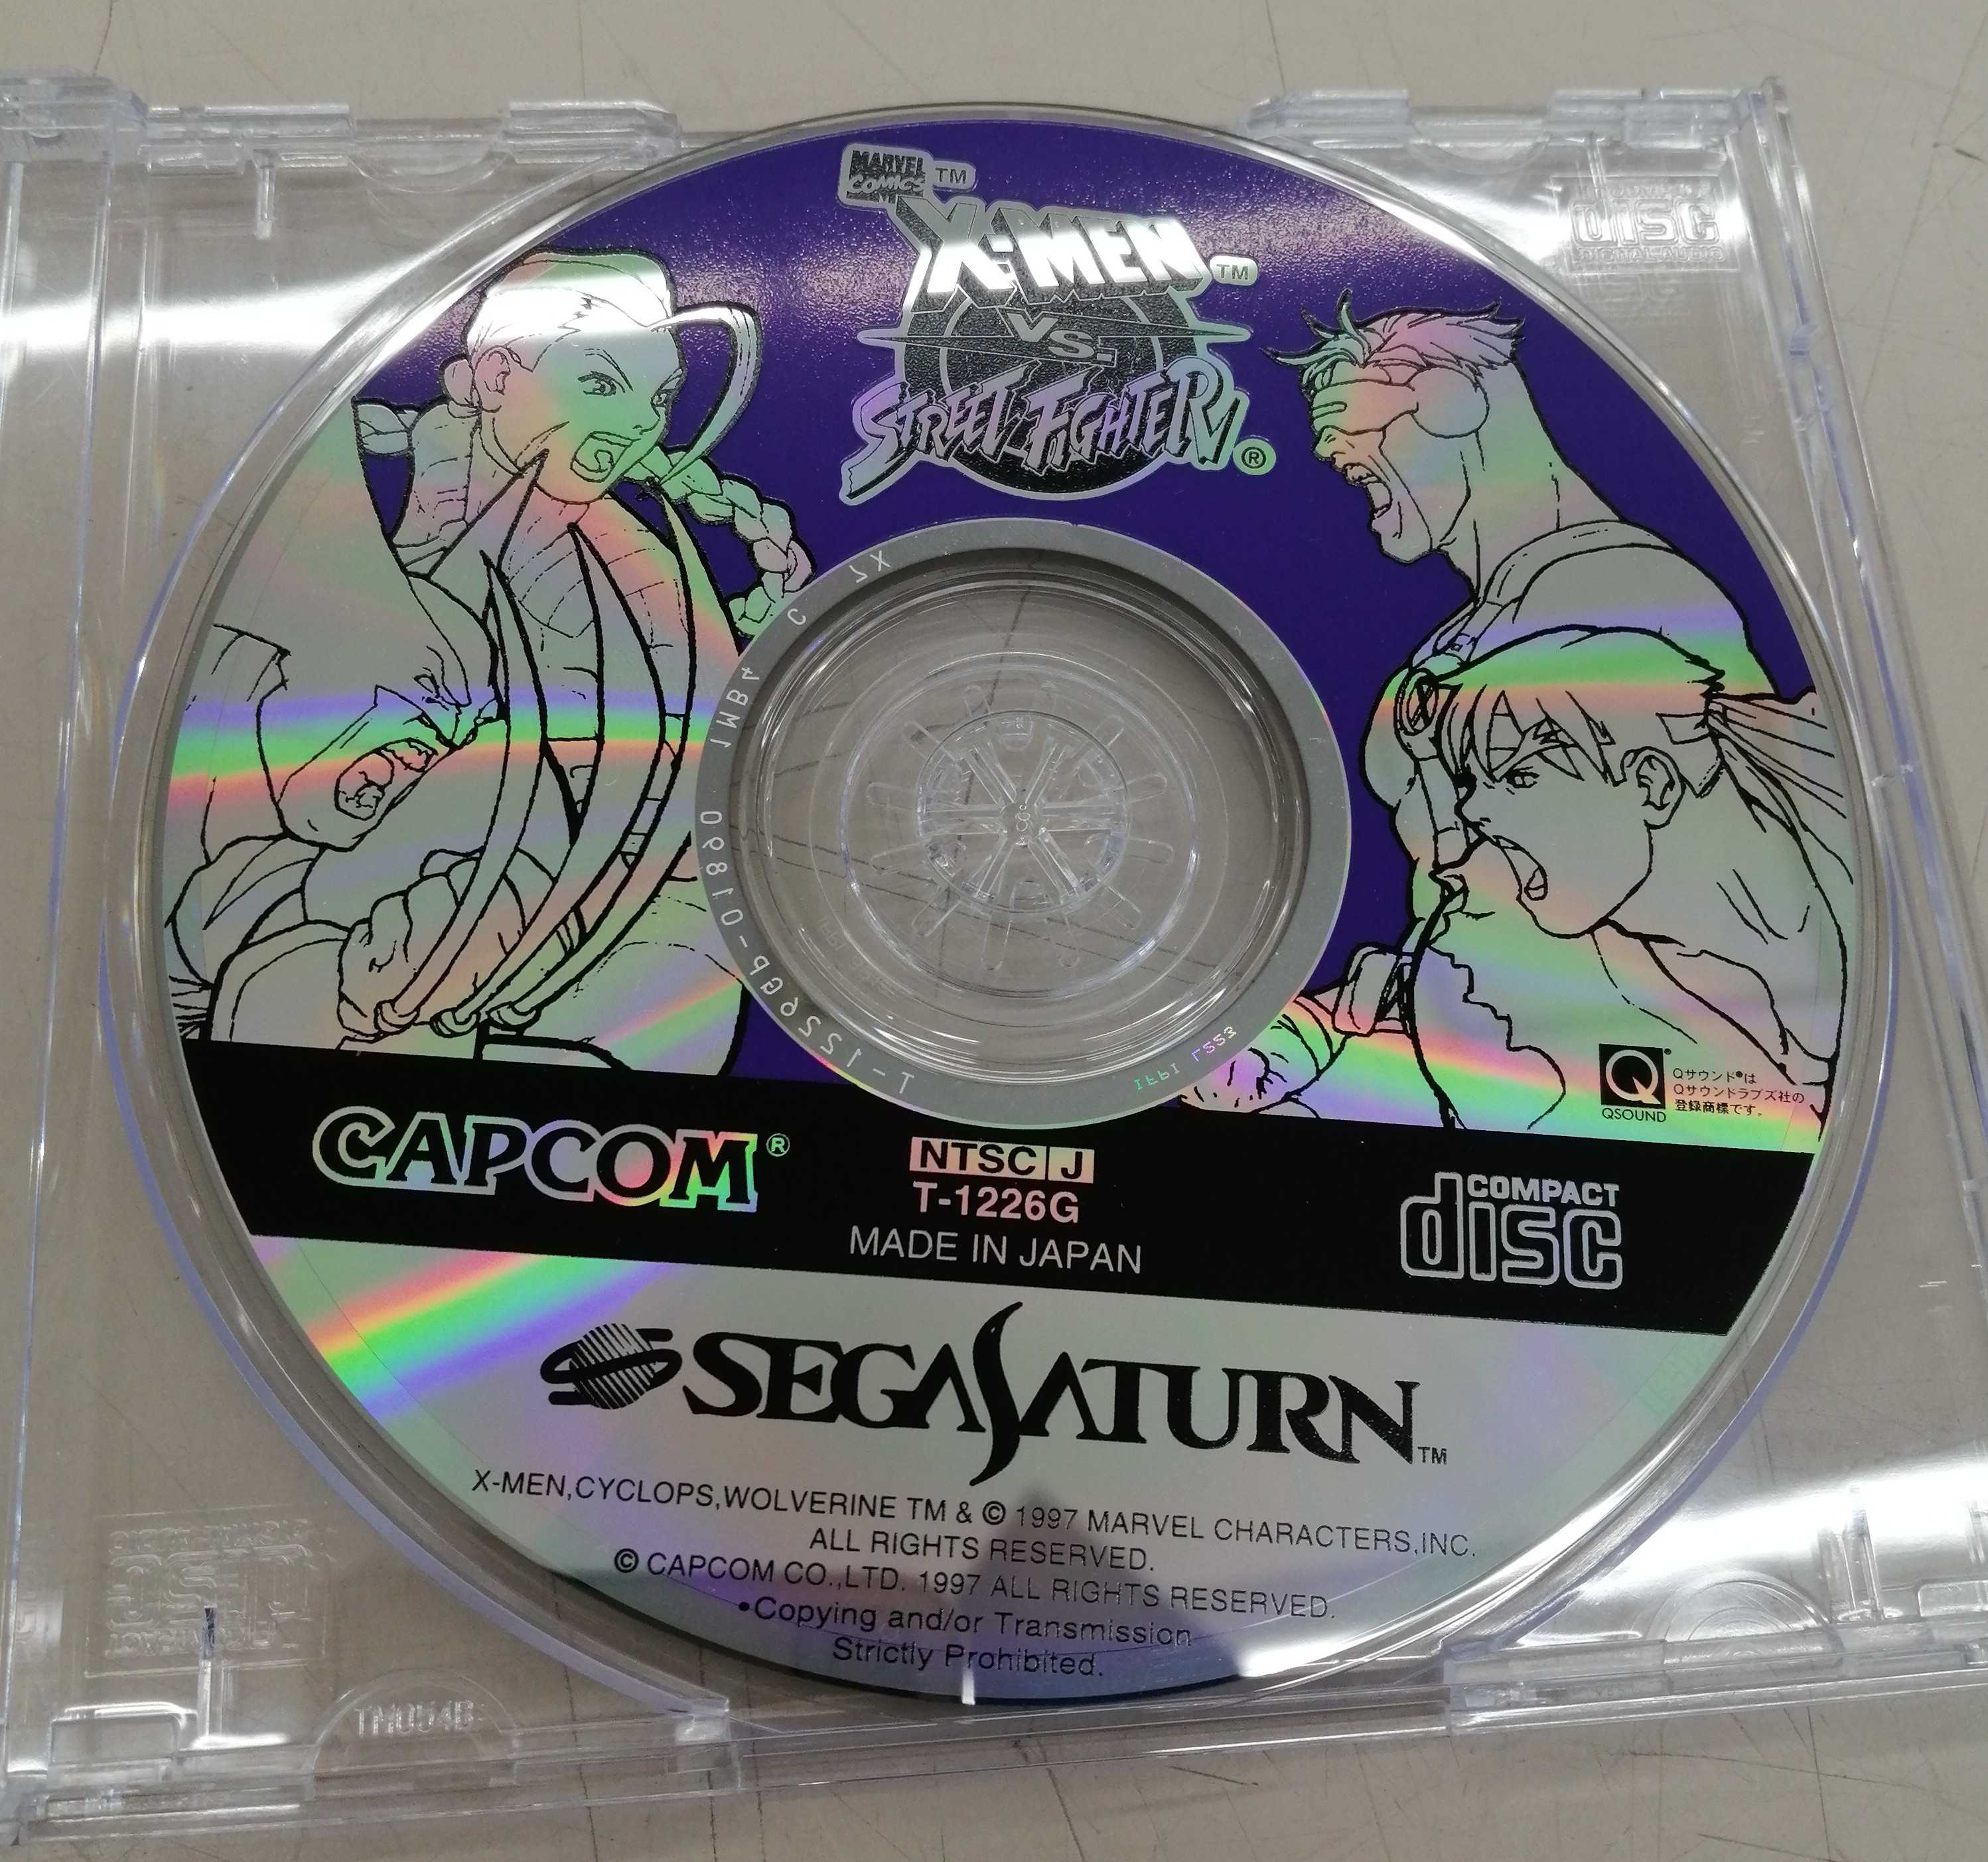 MARVEL
COMICS TM
X-MEN TM
VS.
STREET FIGHTER ®
QSOUND
Qサウンド®は
Qサウンドラブズ社の
登録商標です。
CAPCOM ®
NTSC J
T-1226G
MADE IN JAPAN
COMPACT
disc
SEGA SATURN TM
X-MEN,CYCLOPS,WOLVERINE TM & © 1997 MARVEL CHARACTERS,INC.
ALL RIGHTS RESERVED.
© CAPCOM CO.,LTD. 1997 ALL RIGHTS RESERVED.
•Copying and/or Transmission
Strictly Prohibited.